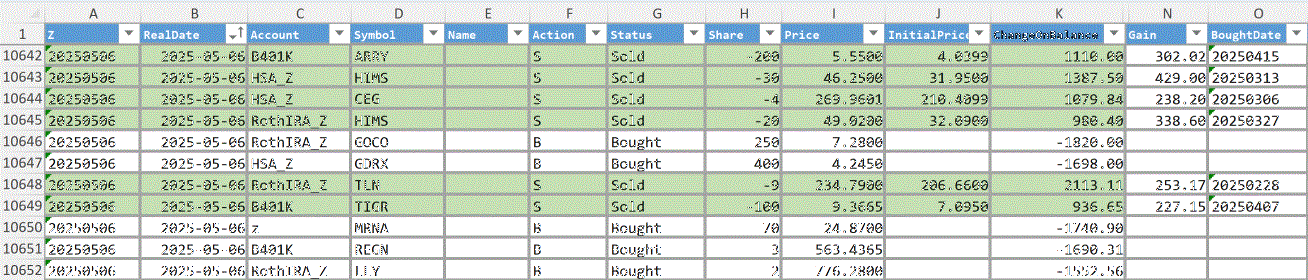 A B C D E F G H I J K N O
1 Z RealDate Account Symbol Name Action Status Share Price InitialPric ChangeOnBalance Gain BoughtDate
10642 20250506 2025-05-06 B401K ARRY S Sold -200 5.5500 4.0399 1110.00 302.02 20250415
10643 20250506 2025-05-06 HSA_Z HIMS S Sold -30 46.2500 31.9500 1387.50 429.00 20250313
10644 20250506 2025-05-06 HSA_Z CEG S Sold -4 269.9601 210.4099 1079.84 238.20 20250306
10645 20250506 2025-05-06 RothIRA_Z HIMS S Sold -20 49.0200 32.0900 980.40 338.60 20250327
10646 20250506 2025-05-06 RothIRA_Z GOCO B Bought 250 7.2800 -1820.00
10647 20250506 2025-05-06 HSA_Z GDRX B Bought 400 4.2450 -1698.00
10648 20250506 2025-05-06 RothIRA_Z TLN S Sold -9 234.7900 206.6600 2113.11 253.17 20250228
10649 20250506 2025-05-06 B401K TIGR S Sold -100 9.3665 7.0950 936.65 227.15 20250407
10650 20250506 2025-05-06 z MRNA B Bought 70 24.8700 -1740.90
10651 20250506 2025-05-06 B401K REGN B Bought 3 563.4365 -1690.31
10652 20250506 2025-05-06 RothIRA_Z LLY B Bought 2 776.2800 -1552.56